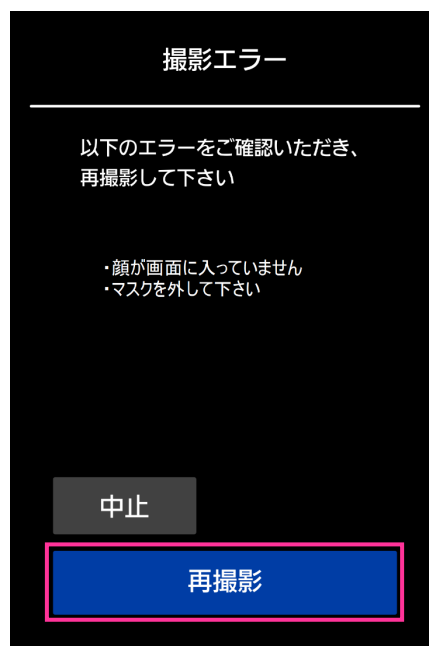 撮影エラー
以下のエラーをご確認いただき、
再撮影して下さい
・顔が画面に入っていません
・マスクを外して下さい
中止
再撮影